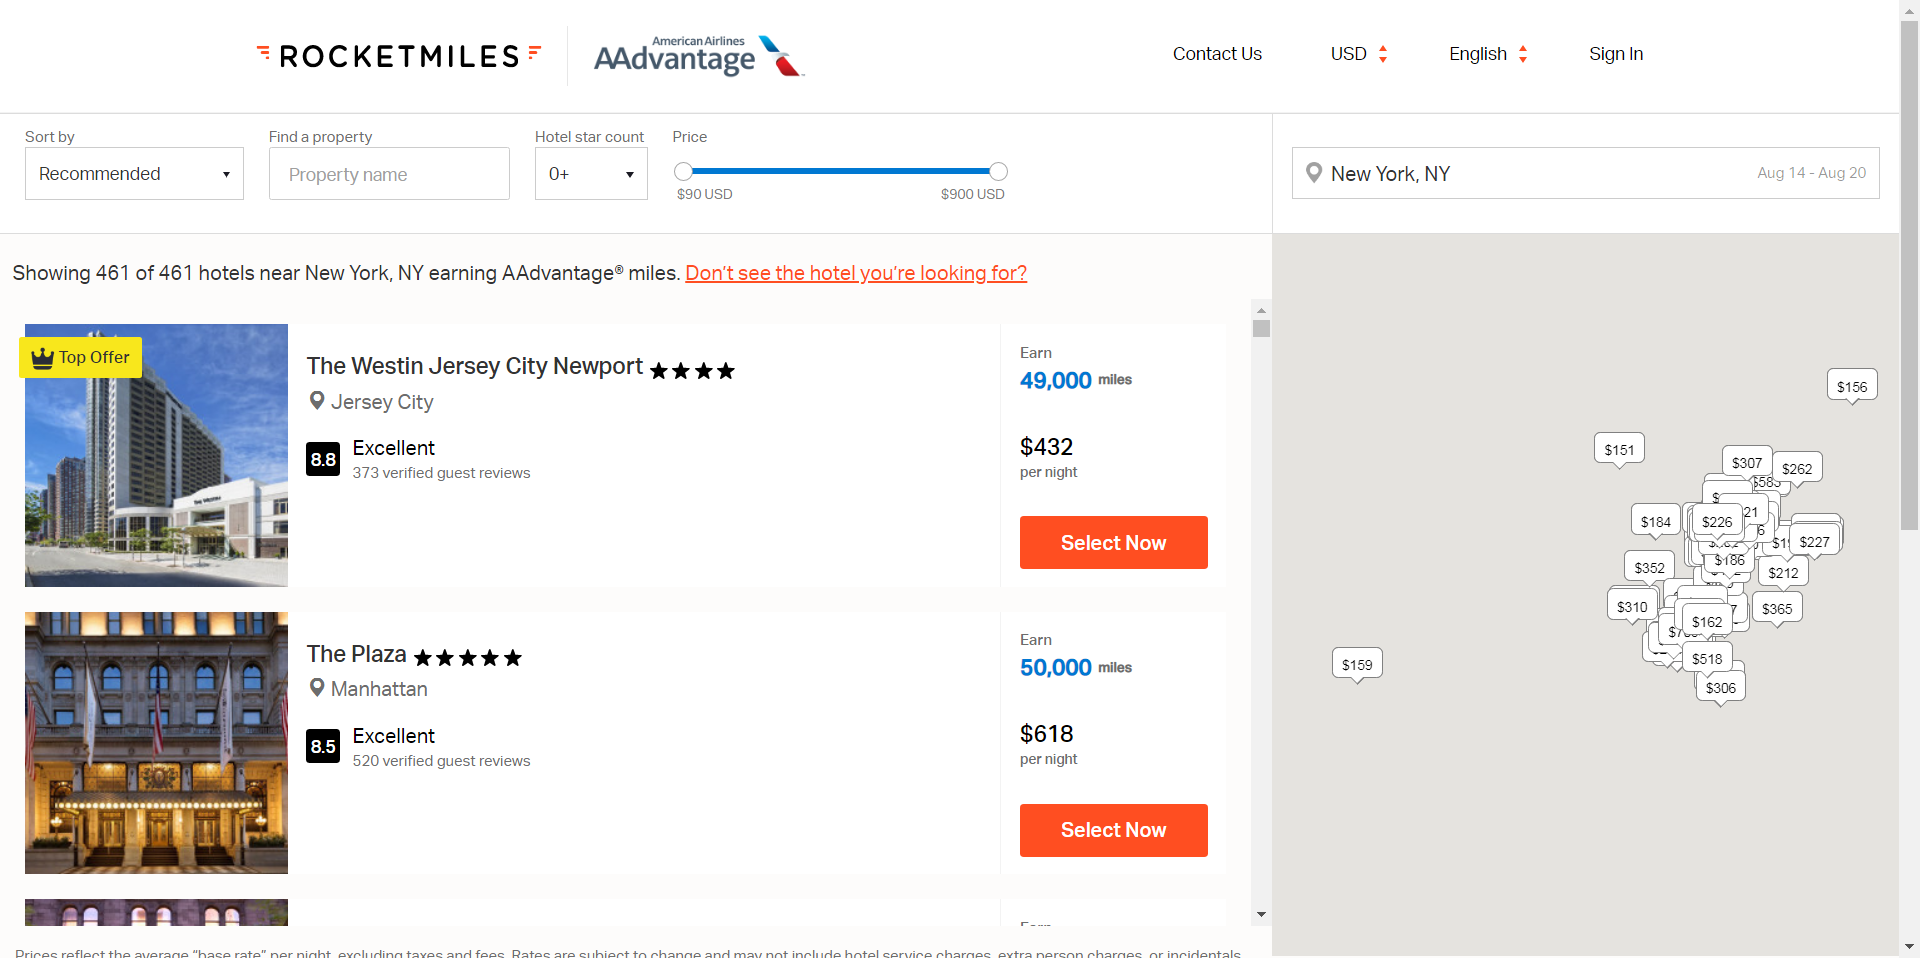 ROCKETMILES
American Airlines
AAdvantage
Contact Us
USD
English
Sign In
Sort by
Recommended
Find a property
Property name
Hotel star count
0+
Price
$90 USD
$900 USD
New York, NY
Aug 14 - Aug 20
Showing 461 of 461 hotels near New York, NY earning AAdvantage® miles. Don't see the hotel you're looking for?
Top Offer
The Westin Jersey City Newport
Jersey City
8.8
Excellent
373 verified guest reviews
Earn
49,000 miles
$432
per night
Select Now
The Plaza
Manhattan
8.5
Excellent
520 verified guest reviews
Earn
50,000 miles
$618
per night
Select Now
Earn
Prices reflect the average "base rate" per night, excluding taxes and fees. Rates are subject to change and may not include hotel service charges, extra person charges, or incidentals
$156
$151
$307
$262
$184
$226
$227
$186
$352
$212
$310
$365
$162
$159
$518
$306